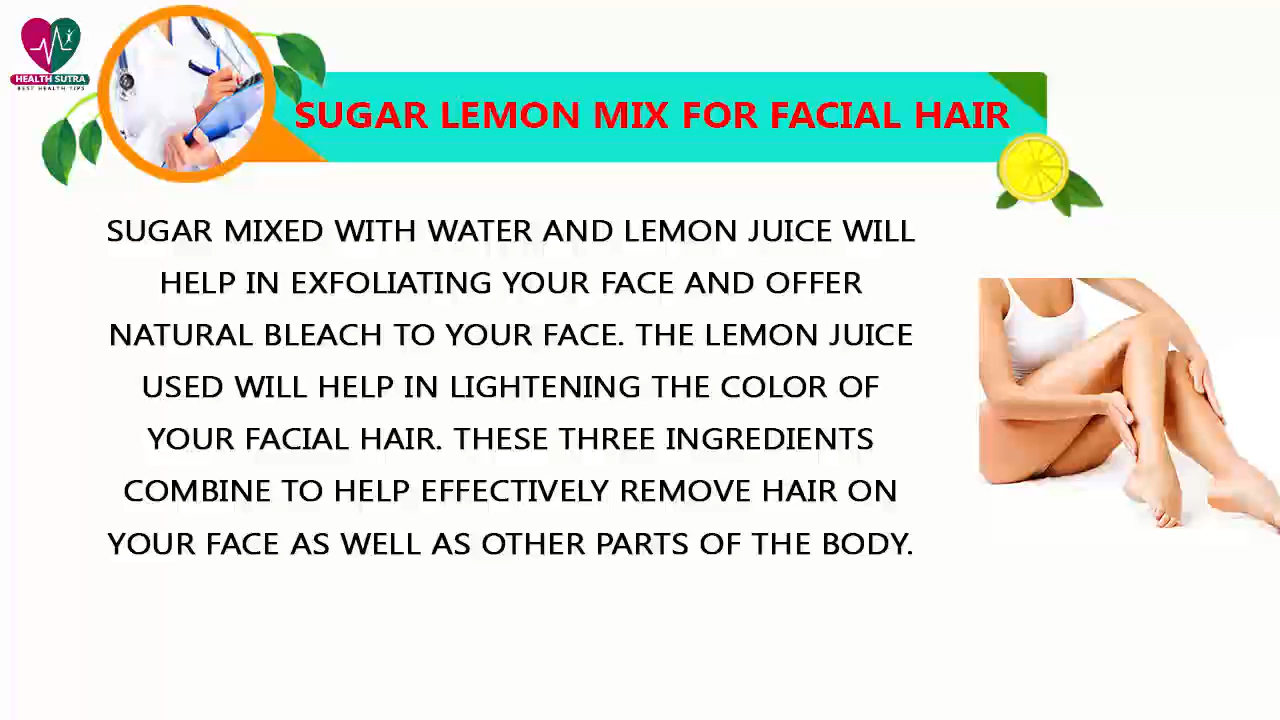 HEALTH SUTRA
BEST HEALTH TIPS
SUGAR LEMON MIX FOR FACIAL HAIR
SUGAR MIXED WITH WATER AND LEMON JUICE WILL
HELP IN EXFOLIATING YOUR FACE AND OFFER
NATURAL BLEACH TO YOUR FACE. THE LEMON JUICE
USED WILL HELP IN LIGHTENING THE COLOR OF
YOUR FACIAL HAIR. THESE THREE INGREDIENTS
COMBINE TO HELP EFFECTIVELY REMOVE HAIR ON
YOUR FACE AS WELL AS OTHER PARTS OF THE BODY.